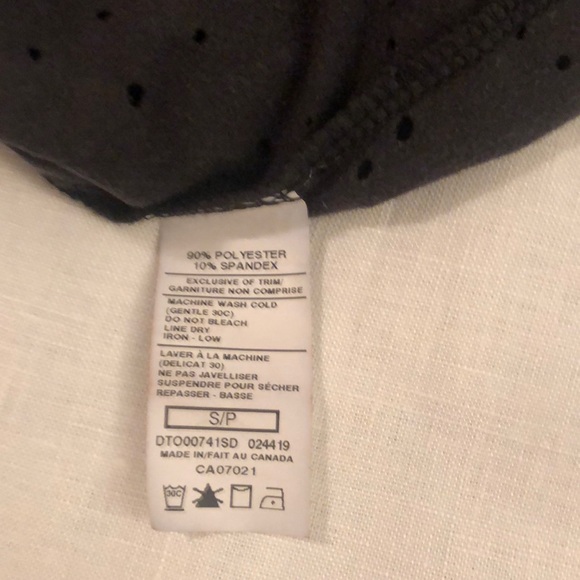 90% POLYESTER
10% SPANDEX
EXCLUSIVE OF TRIM/
GARNITURE NON COMPRISE
MACHINE WASH COLD
(GENTLE 30C)
DO NOT BLEACH
LINE DRY
IRON - LOW
LAVER À LA MACHINE
(DELICAT 30)
NE PAS JAVELLISER
SUSPENDRE POUR SÉCHER
REPASSER - BASSE
S/P
DTO00741SD 024419
MADE IN/FAIT AU CANADA
CA07021
30C